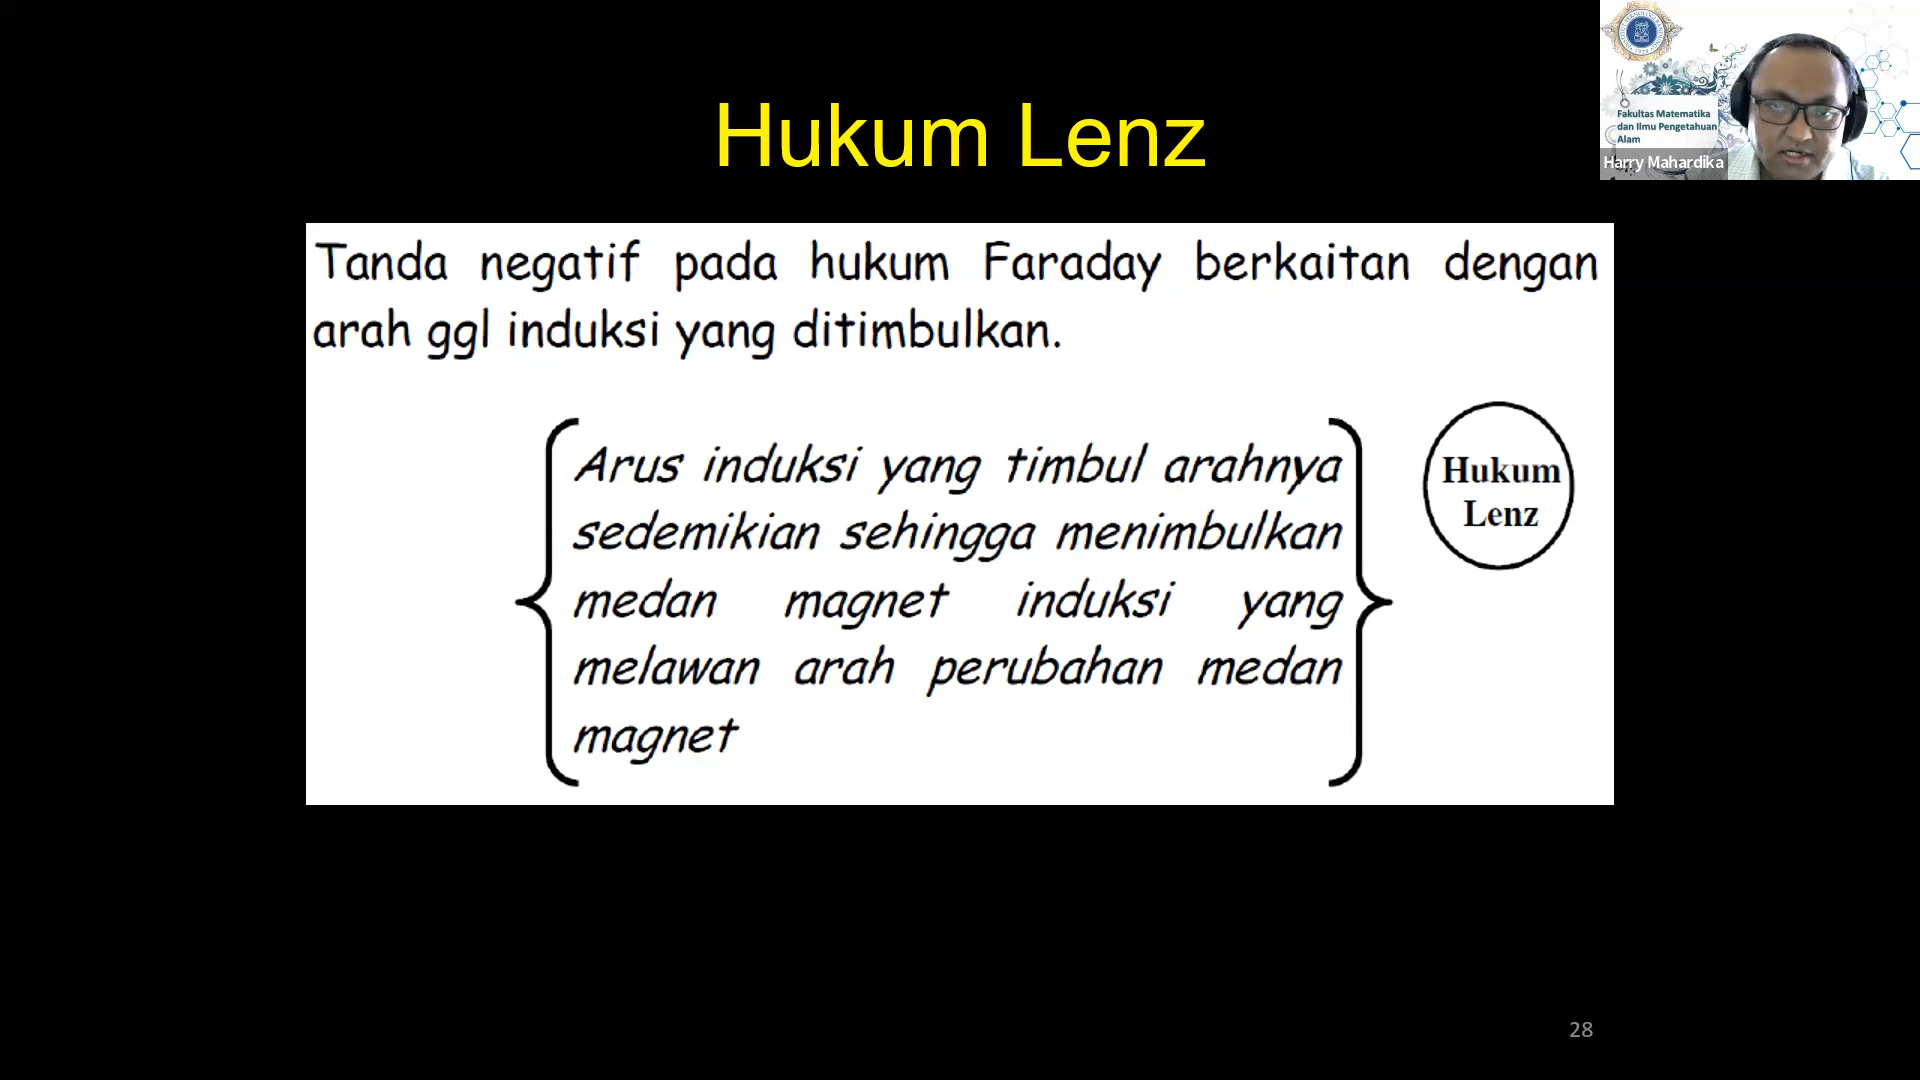 Hukum Lenz
Fakultas Matematika
dan Ilmu Pengetahuan
Alam
Harry Mahardika
Tanda negatif pada hukum Faraday berkaitan dengan
arah ggl induksi yang ditimbulkan.
Arus induksi yang timbul arahnya
sedemikian sehingga menimbulkan
medan magnet induksi yang
melawan arah perubahan medan
magnet
Hukum
Lenz
28